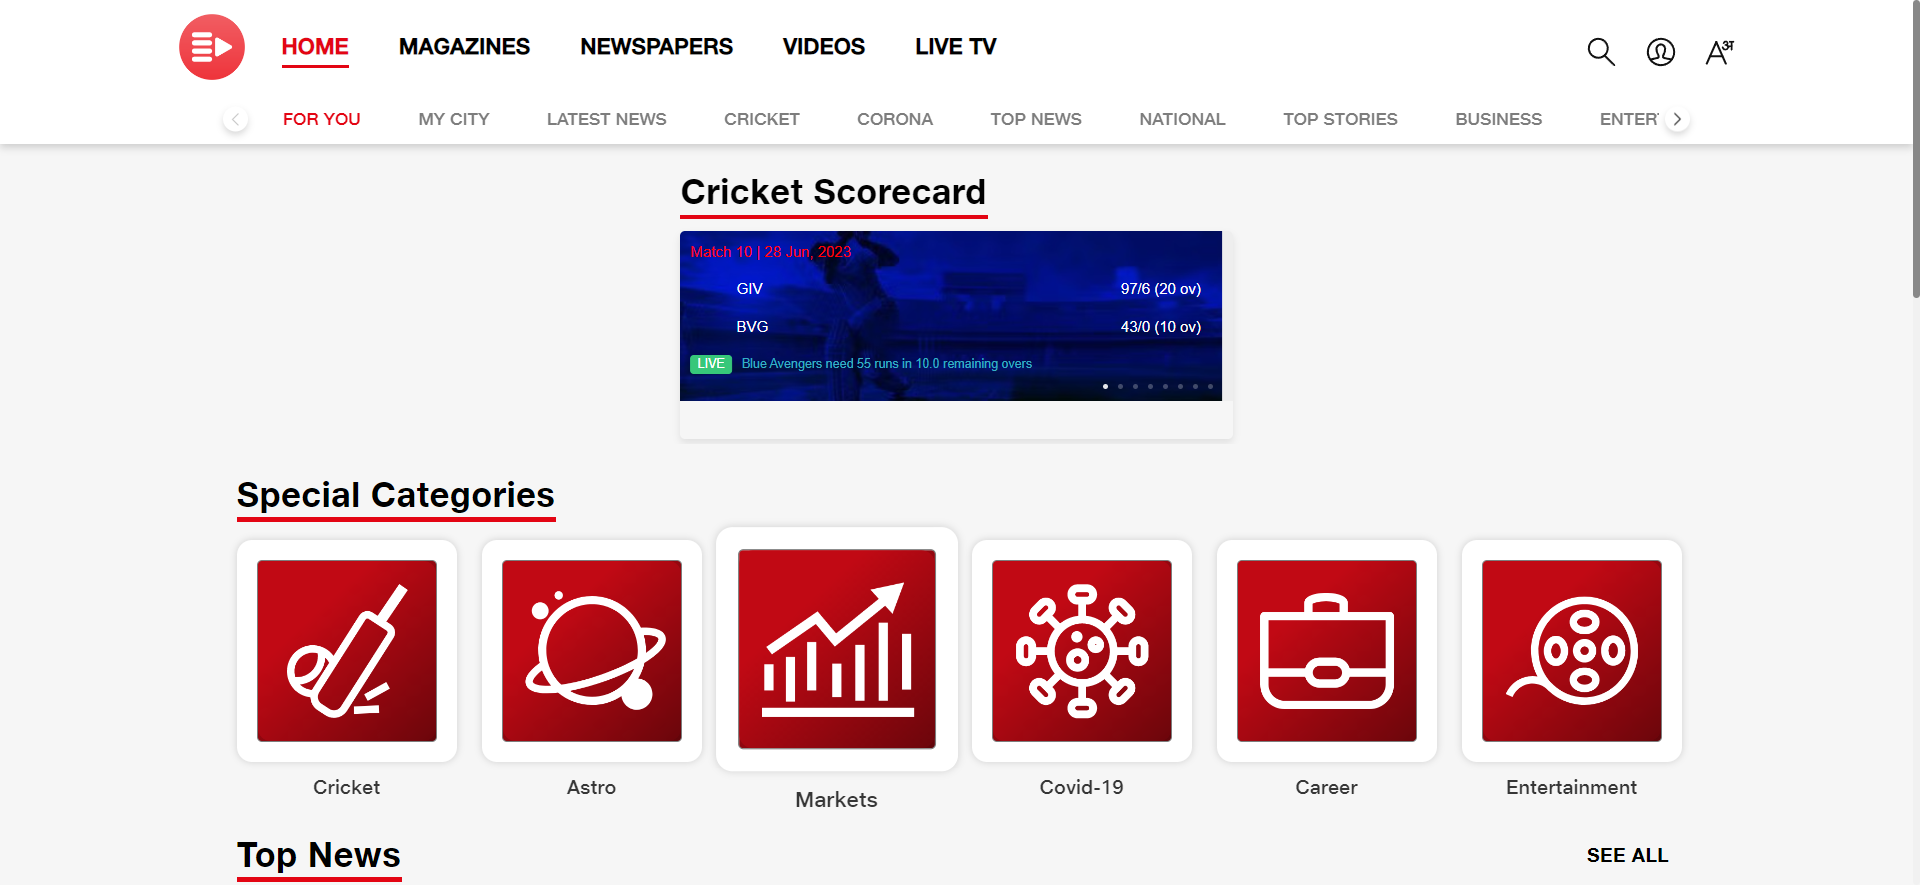 HOME MAGAZINES NEWSPAPERS VIDEOS LIVE TV
A अ
FOR YOU MY CITY LATEST NEWS CRICKET CORONA TOP NEWS NATIONAL TOP STORIES BUSINESS ENTER
Cricket Scorecard
Match 10 | 28 Jun, 2023
GIV 97/6 (20 ov)
BVG 43/0 (10 ov)
LIVE Blue Avengers need 55 runs in 10.0 remaining overs
Special Categories
Cricket Astro Markets Covid-19 Career Entertainment
Top News SEE ALL